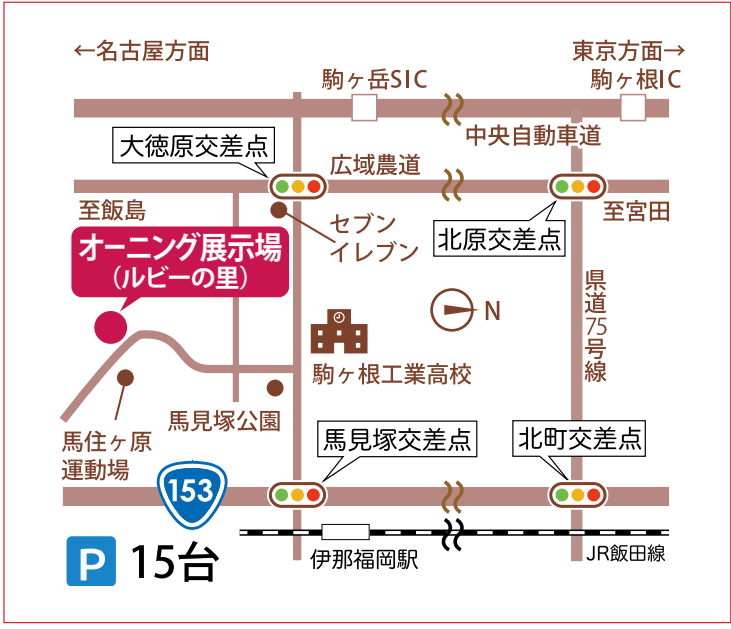 ←名古屋方面
東京方面→
駒ヶ岳SIC
駒ヶ根IC
中央自動車道
大徳原交差点
広域農道
至飯島
セブン
イレブン
北原交差点
至宮田
オーニング展示場
(ルビーの里)
N
県道75号線
駒ヶ根工業高校
馬見塚公園
馬住ヶ原
運動場
馬見塚交差点
北町交差点
153
P 15台
伊那福岡駅
JR飯田線